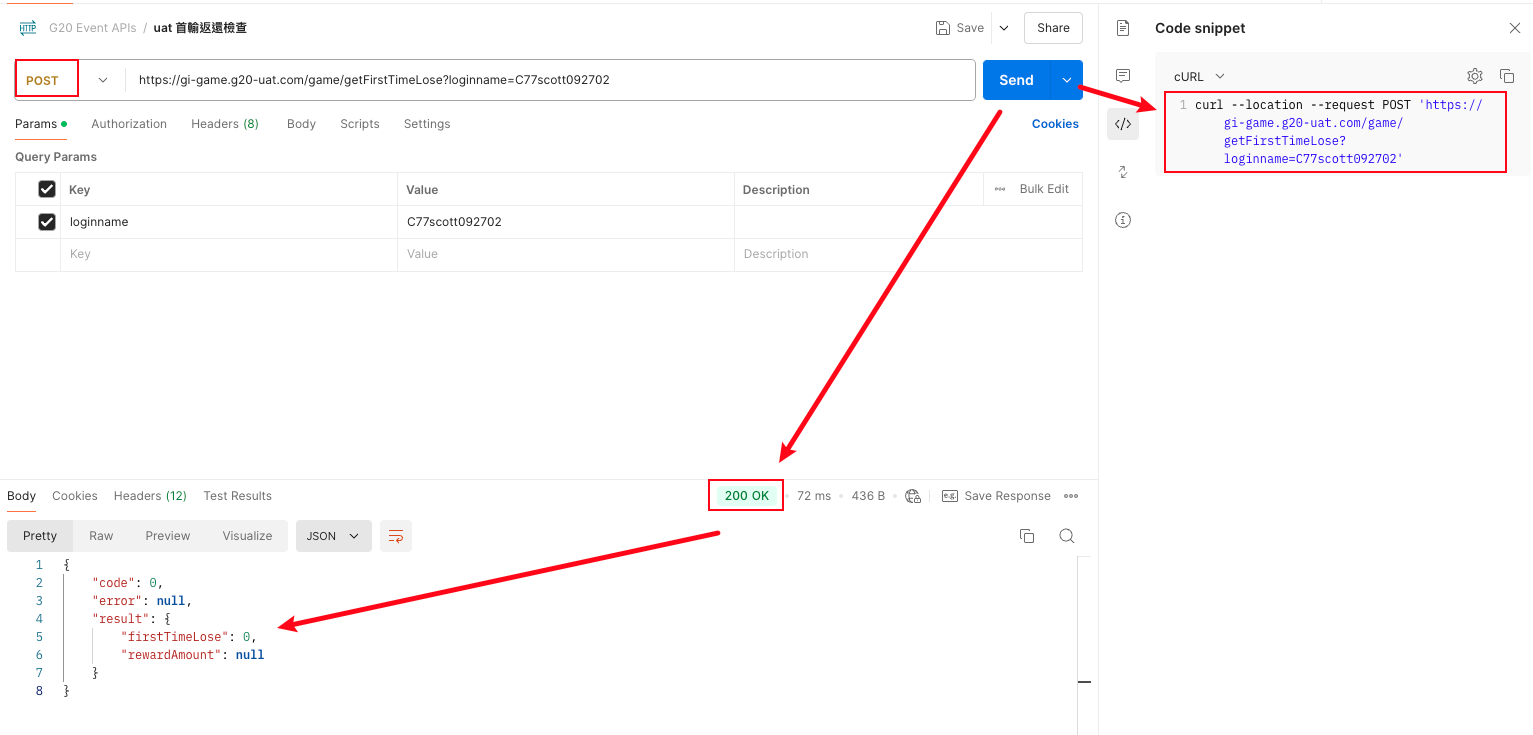 HTTP G20 Event APIs / uat 首輸返還檢查 Save Share
POST https://gi-game.g20-uat.com/game/getFirstTimeLose?loginname=C77scott092702 Send
Params Authorization Headers (8) Body Scripts Settings Cookies
Query Params
Key Value Description Bulk Edit
loginname C77scott092702
Key Value Description
Body Cookies Headers (12) Test Results 200 OK 72 ms 436 B e.g. Save Response
Pretty Raw Preview Visualize JSON
1 {
2 "code": 0,
3 "error": null,
4 "result": {
5 "firstTimeLose": 0,
6 "rewardAmount": null
7 }
8 }
Code snippet
cURL
1 curl --location --request POST 'https://
gi-game.g20-uat.com/game/
getFirstTimeLose?
loginname=C77scott092702'